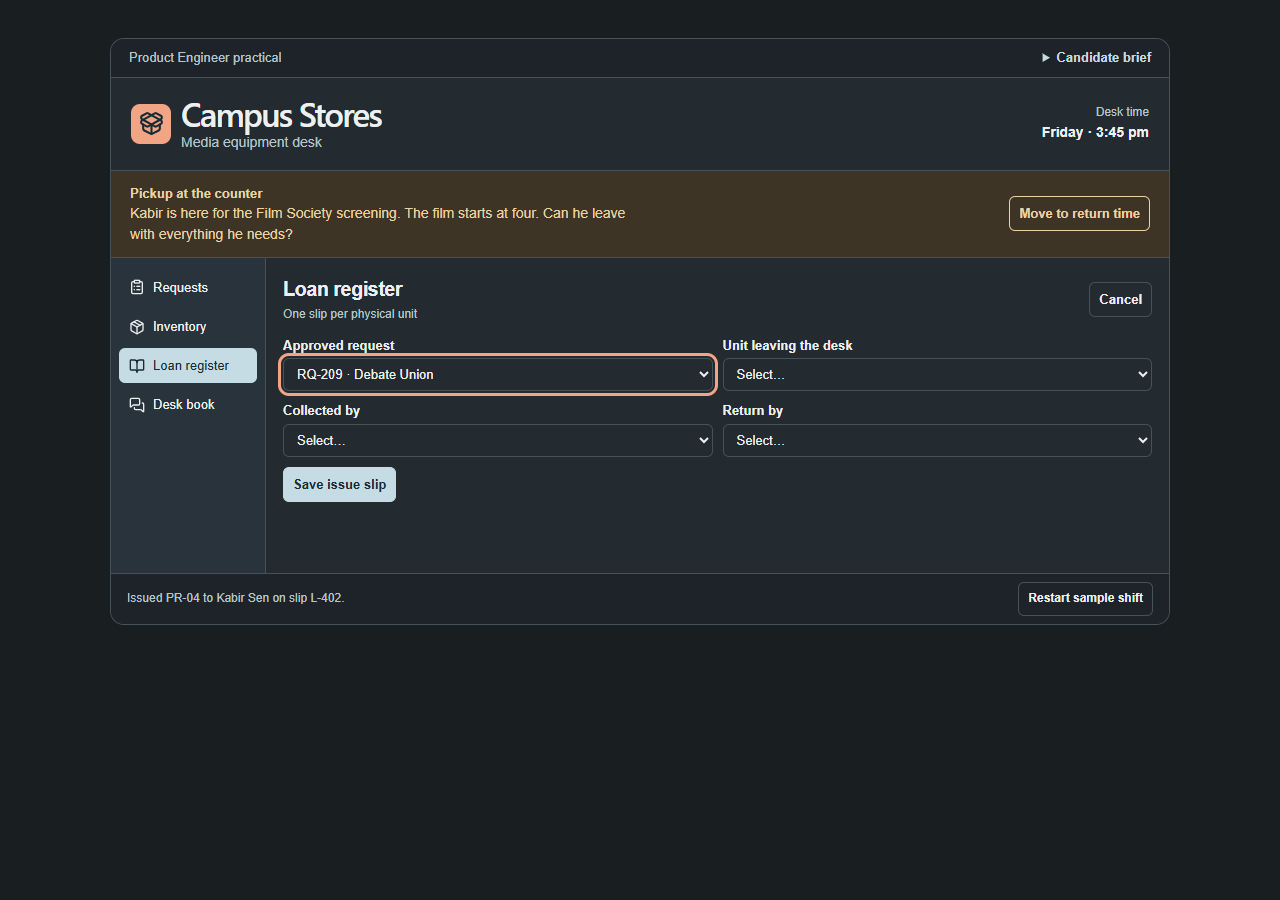 Product Engineer practical
Candidate brief
Campus Stores
Media equipment desk
Desk time
Friday · 3:45 pm
Pickup at the counter
Kabir is here for the Film Society screening. The film starts at four. Can he leave
with everything he needs?
Move to return time
Requests
Inventory
Loan register
Desk book
Loan register
One slip per physical unit
Cancel
Approved request
RQ-209 · Debate Union
Unit leaving the desk
Select...
Collected by
Select...
Return by
Select...
Save issue slip
Issued PR-04 to Kabir Sen on slip L-402.
Restart sample shift